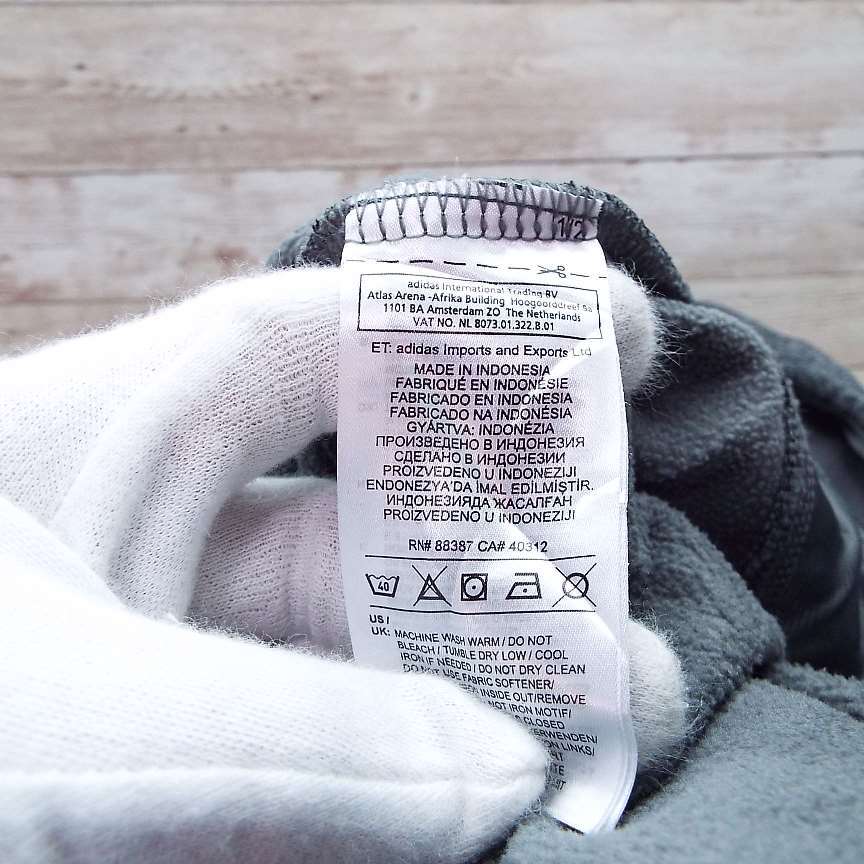 1/2
adidas International Trading BV
Atlas Arena -Afrika Building Hoogoorddreef 9a
1101 BA Amsterdam ZO The Netherlands
VAT NO. NL 8073.01.322.B.01
ET: adidas Imports and Exports Ltd
MADE IN INDONESIA
FABRIQUÉ EN INDONÉSIE
FABRICADO EN INDONESIA
FABRICADO NA INDONÉSIA
GYÁRTVA: INDONÉZIA
ПРОИЗВЕДЕНО В ИНДОНЕЗИЯ
СДЕЛАНО В ИНДОНЕЗИИ
PROIZVEDENO U INDONEZIJI
ENDONEZYA'DA İMAL EDİLMİŞTİR.
ИНДОНЕЗИЯДА ЖАСАЛҒАН
PROIZVEDENO U INDONEZIJI
RN# 88387 CA# 40312
40
US /
UK: MACHINE WASH WARM / DO NOT
BLEACH / TUMBLE DRY LOW / COOL
IRON IF NEEDED / DO NOT DRY CLEAN
DO NOT USE FABRIC SOFTENER/
INSIDE OUT/REMOVE
NOT IRON MOTIF/
CLOSED
LINKS/